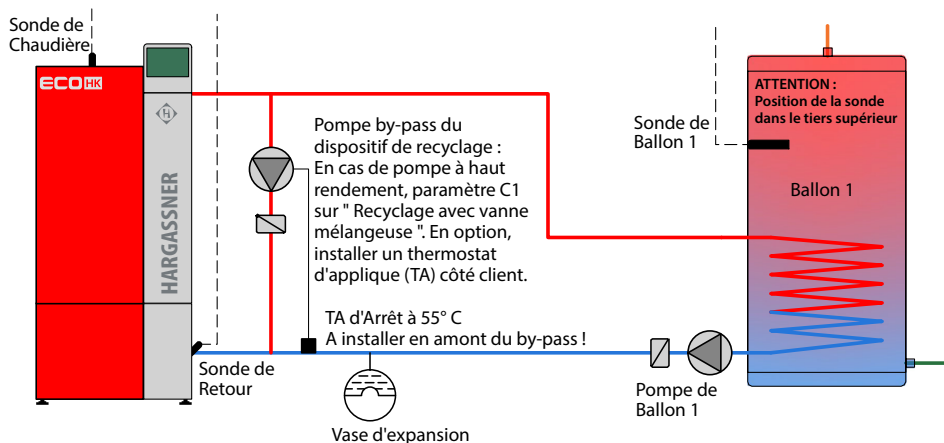 Sonde de
Chaudière
ECO HK
HARGASSNER
Pompe by-pass du
dispositif de recyclage :
En cas de pompe à haut
rendement, paramètre C1
sur " Recyclage avec vanne
mélangeuse ". En option,
installer un thermostat
d'applique (TA) côté client.
TA d'Arrêt à 55° C
A installer en amont du by-pass !
Sonde de
Retour
Vase d'expansion
Sonde de
Ballon 1
ATTENTION :
Position de la sonde
dans le tiers supérieur
Ballon 1
Pompe de
Ballon 1